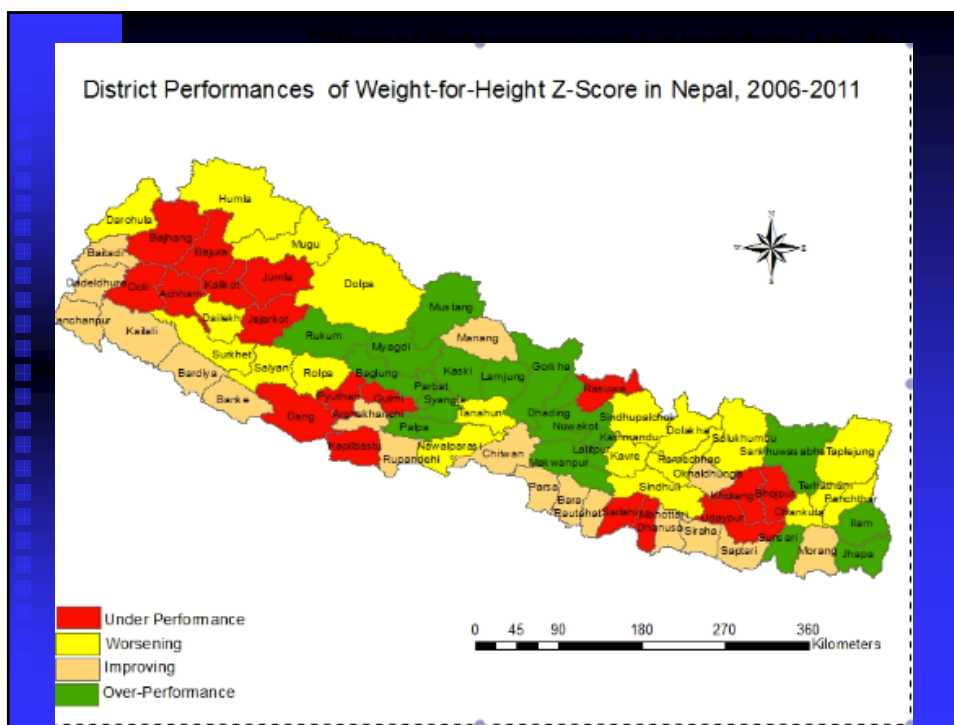 District Performances of Weight-for-Height Z-Score in Nepal, 2006-2011
Humla
Darchula
Bajhang
Mugu
Baitadi
Bajura
Dadeldhura
Doti
Jumla
Kalikot
Achham
Dolpa
Mustang
anchanpur
Kailali
Dailekh
Jajarkot
Rukum
Manang
Myagdi
Surkhet
Salyan
Rolpa
Baglung
Kaski
Lamjung
Gorkha
Bardiya
Banke
Pyuthan
Gulmi
Parbat
Syangja
Rasuwa
Dang
Arghakhanchi
Tanahun
Dhading
Sindhupalchok
Palpa
Nuwakot
Kathmandu
Dolakha
Solukhumbu
Kapilbastu
Nawalparasi
Lalitpur
Kavre
Ramechhap
Sankhuwasabha
Taplejung
Rupandehi
Chitwan
Makwanpur
Okhaldhunga
Sindhuli
Terhathum
Panchthar
Parsa
Bara
Rautahat
Khotang
Bhojpur
Dhankuta
Sarlahi
Mahottari
Dhanusa
Udaypur
Siraha
Ilam
Saptari
Sunsari
Morang
Jhapa
Under Performance
Worsening
Improving
Over-Performance
0 45 90 180 270 360
Kilometers